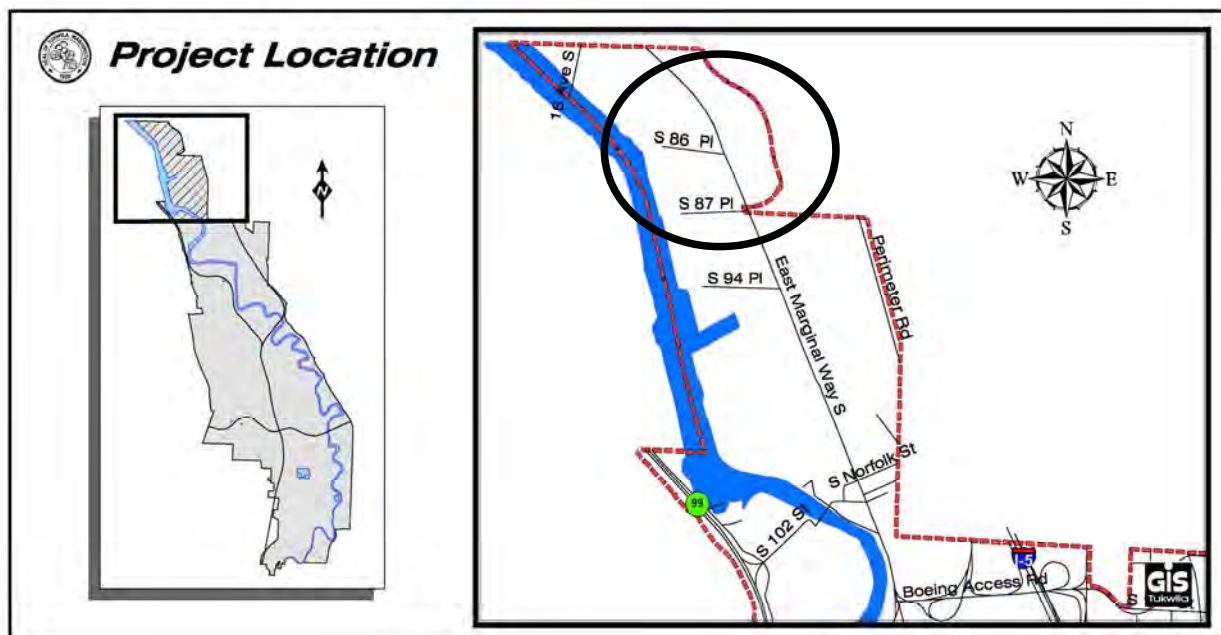 Project Location
16 Ave S
S 86 Pl
S 87 Pl
S 94 Pl
East Marginal Way S
Perimeter Rd
N
W E
S
S Norfolk St
99
S 102 St
I-5
Boeing Access Rd
S
GIS
Tukwila
N